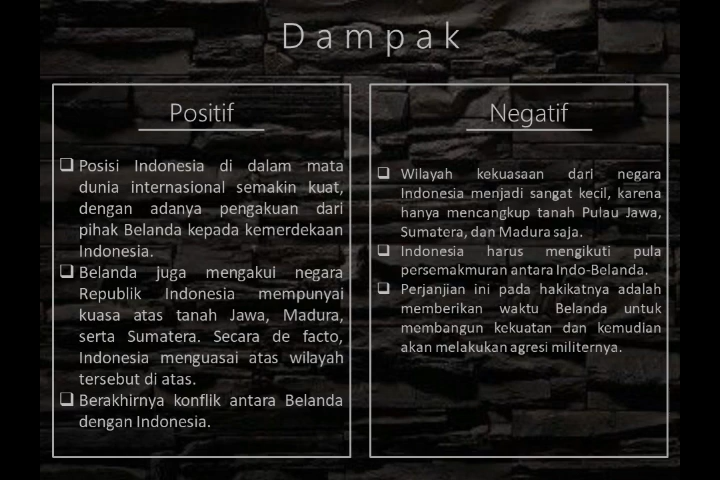 Dampak
Positif
Posisi Indonesia di dalam mata
dunia internasional semakin kuat,
dengan adanya pengakuan dari
pihak Belanda kepada kemerdekaan
Indonesia.
Belanda juga mengakui negara
Republik Indonesia mempunyai
kuasa atas tanah Jawa, Madura,
serta Sumatera. Secara de facto,
Indonesia menguasai atas wilayah
tersebut di atas.
Berakhirnya konflik antara Belanda
dengan Indonesia.
Negatif
Wilayah kekuasaan dari negara
Indonesia menjadi sangat kecil, karena
hanya mencangkup tanah Pulau Jawa,
Sumatera, dan Madura saja.
Indonesia harus mengikuti pula
persemakmuran antara Indo-Belanda.
Perjanjian ini pada hakikatnya adalah
memberikan waktu Belanda untuk
membangun kekuatan dan kemudian
akan melakukan agresi militernya.